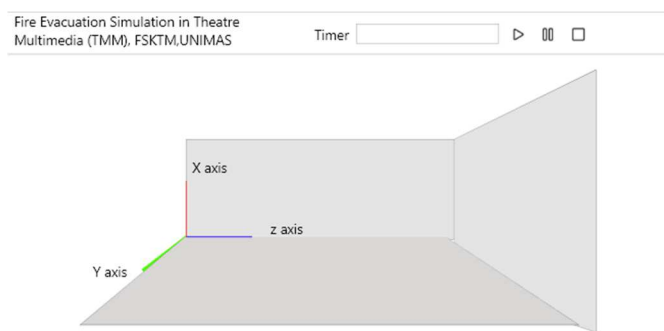 Fire Evacuation Simulation in Theatre
Multimedia (TMM), FSKTM,UNIMAS
Timer
X axis
z axis
Y axis